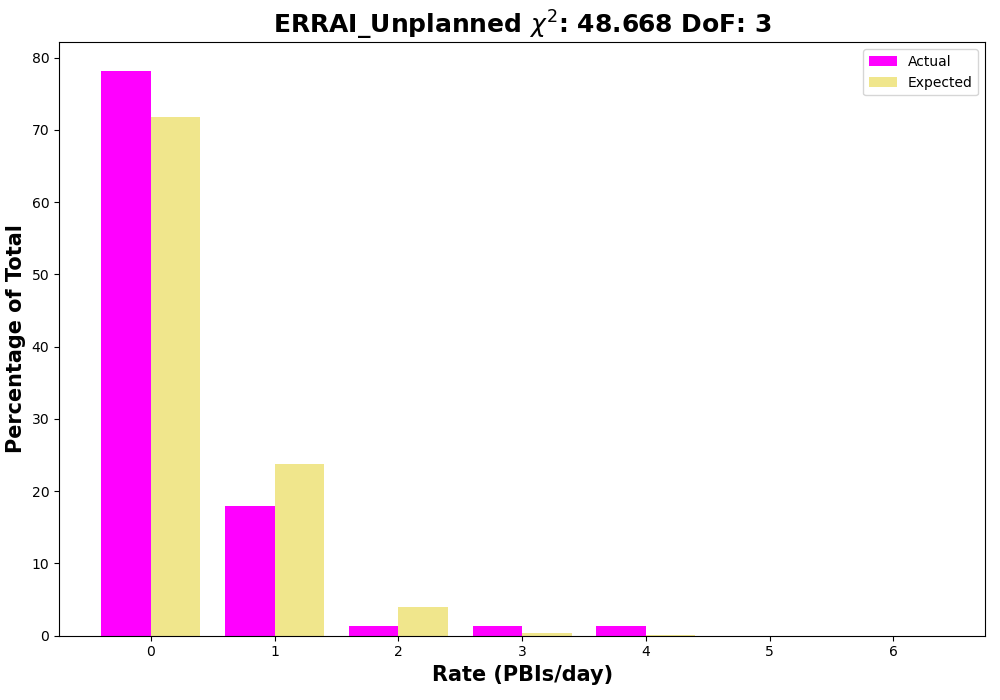 ERRAI_Unplanned χ²: 48.668 DoF: 3
Actual
Expected
Percentage of Total
80
70
60
50
40
30
20
10
0
0 1 2 3 4 5 6
Rate (PBIs/day)